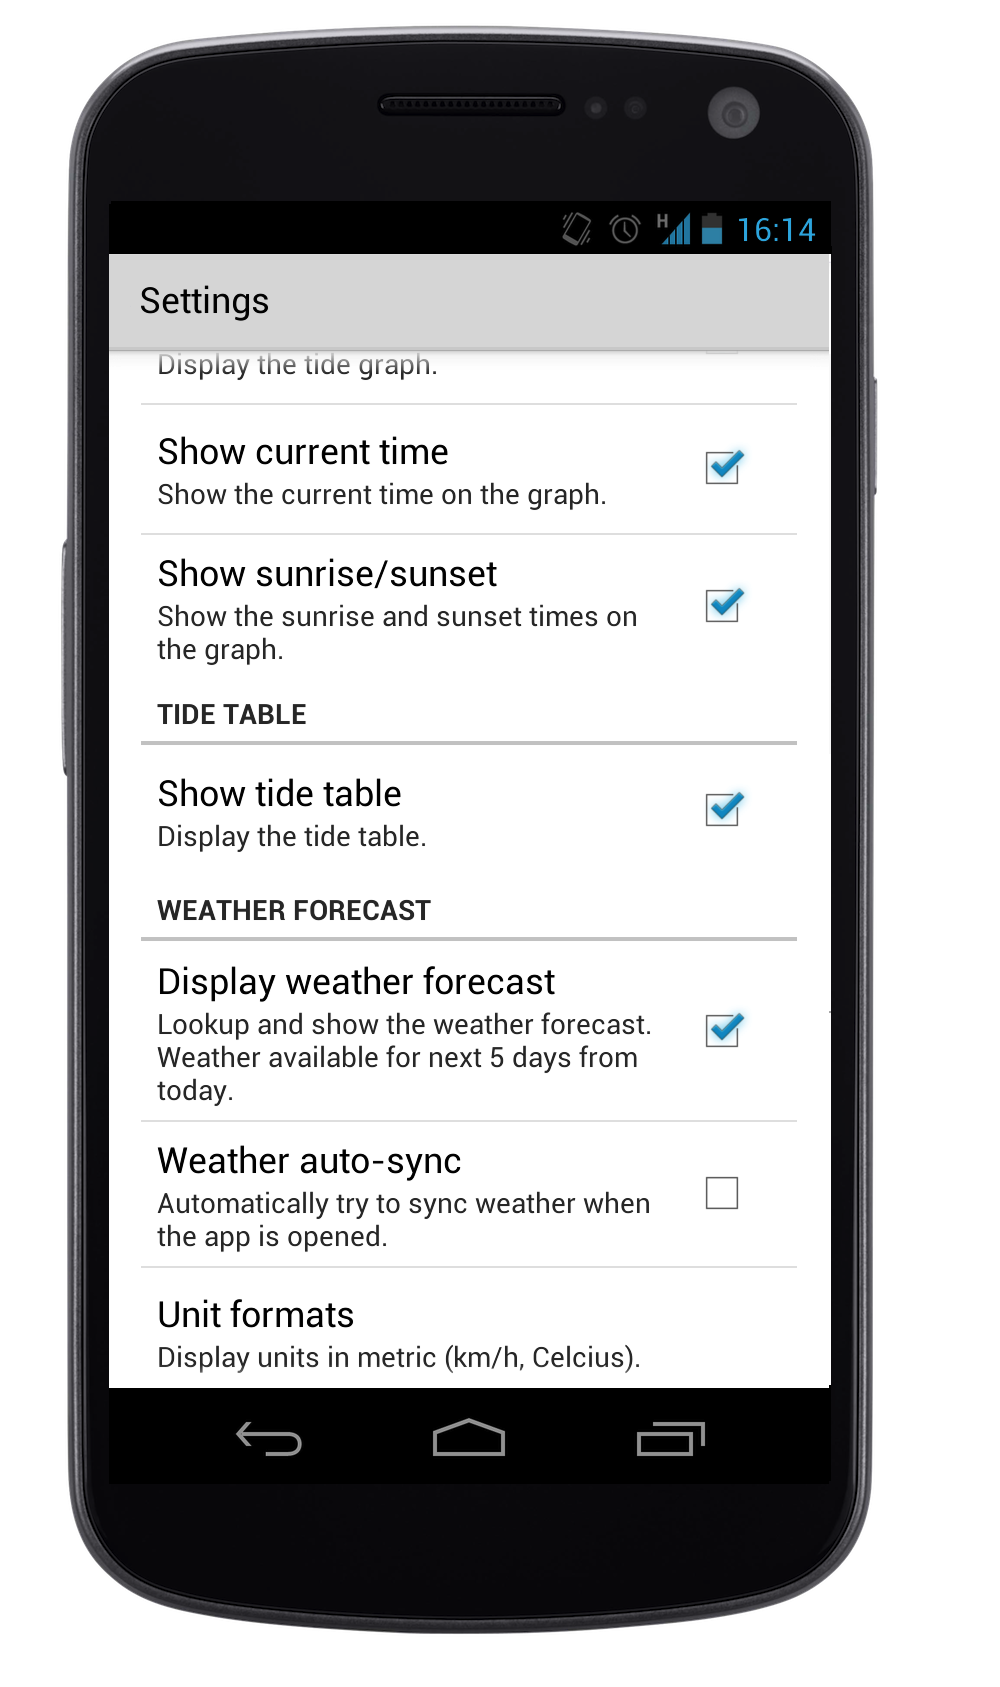 H 16:14
Settings
Display the tide graph.
Show current time
Show the current time on the graph.
Show sunrise/sunset
Show the sunrise and sunset times on
the graph.
TIDE TABLE
Show tide table
Display the tide table.
WEATHER FORECAST
Display weather forecast
Lookup and show the weather forecast.
Weather available for next 5 days from
today.
Weather auto-sync
Automatically try to sync weather when
the app is opened.
Unit formats
Display units in metric (km/h, Celcius).